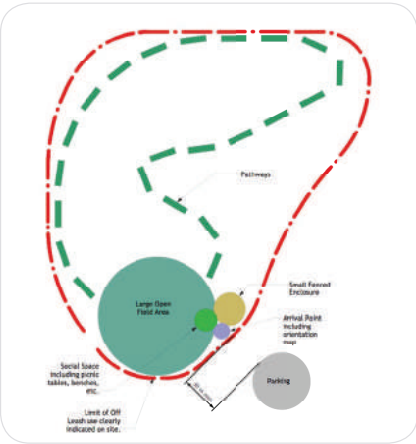 Pathways
Large Open
Field Area
Small Fenced
Enclosure
Arrival Point
including
orientation
map
Social Space
including picnic
tables, benches,
etc.
Parking
Limit of Off
Leash use clearly
indicated on site.